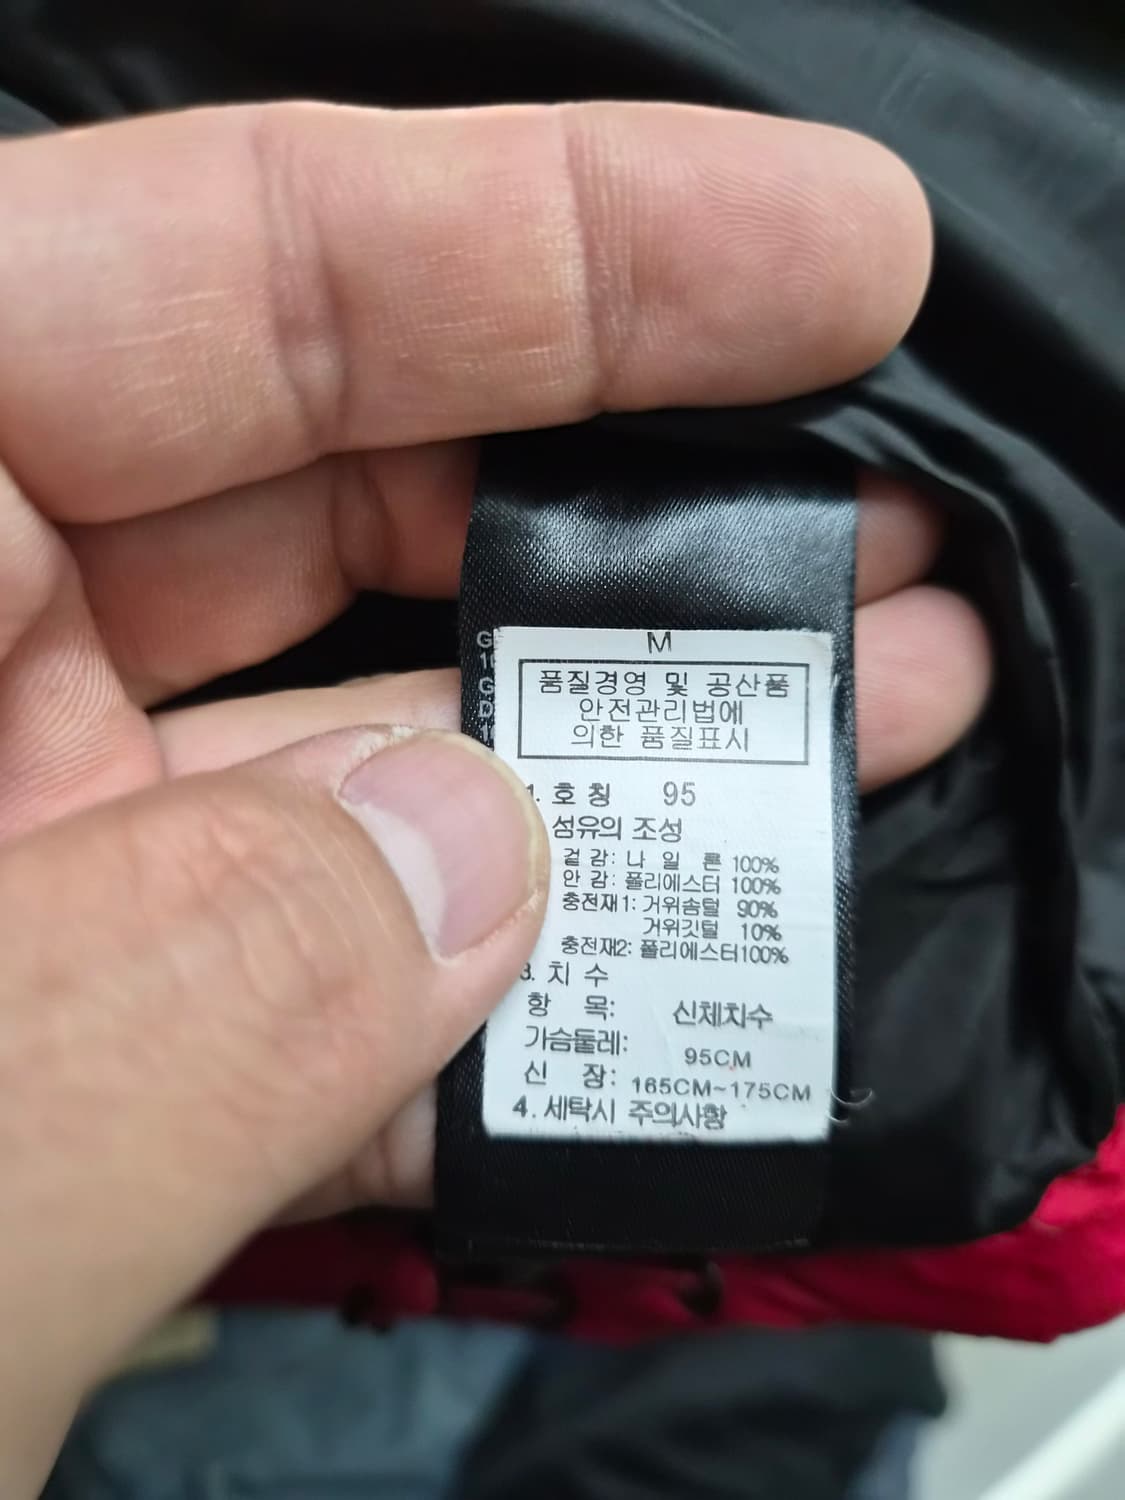 M
품질경영 및 공산품
안전관리법에
의한 품질표시
1. 호 칭 95
섬유의 조성
겉 감: 나 일 론 100%
안 감: 폴리에스터 100%
충전재1: 거위솜털 90%
거위깃털 10%
충전재2: 폴리에스터100%
3. 치 수
항 목: 신체치수
가슴둘레: 95CM
신 장: 165CM~175CM
4. 세탁시 주의사항